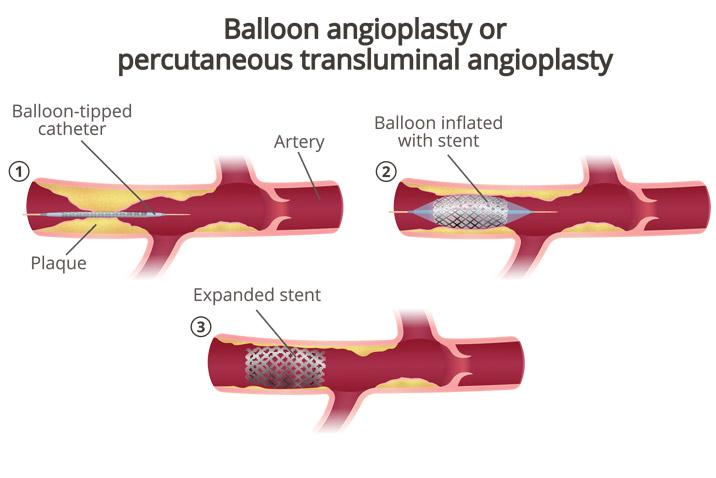 Balloon angioplasty or
percutaneous transluminal angioplasty
Balloon-tipped
catheter
Artery
1
Plaque
Balloon inflated
with stent
2
Expanded stent
3